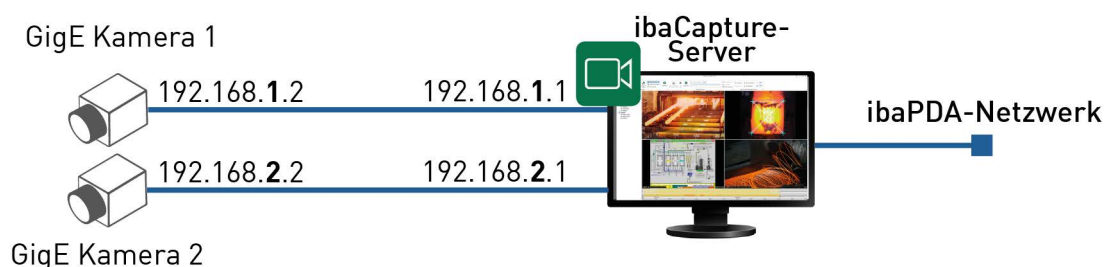 GigE Kamera 1
192.168.1.2
192.168.1.1
ibaCapture-
Server
ibaPDA-Netzwerk
192.168.2.2
192.168.2.1
GigE Kamera 2